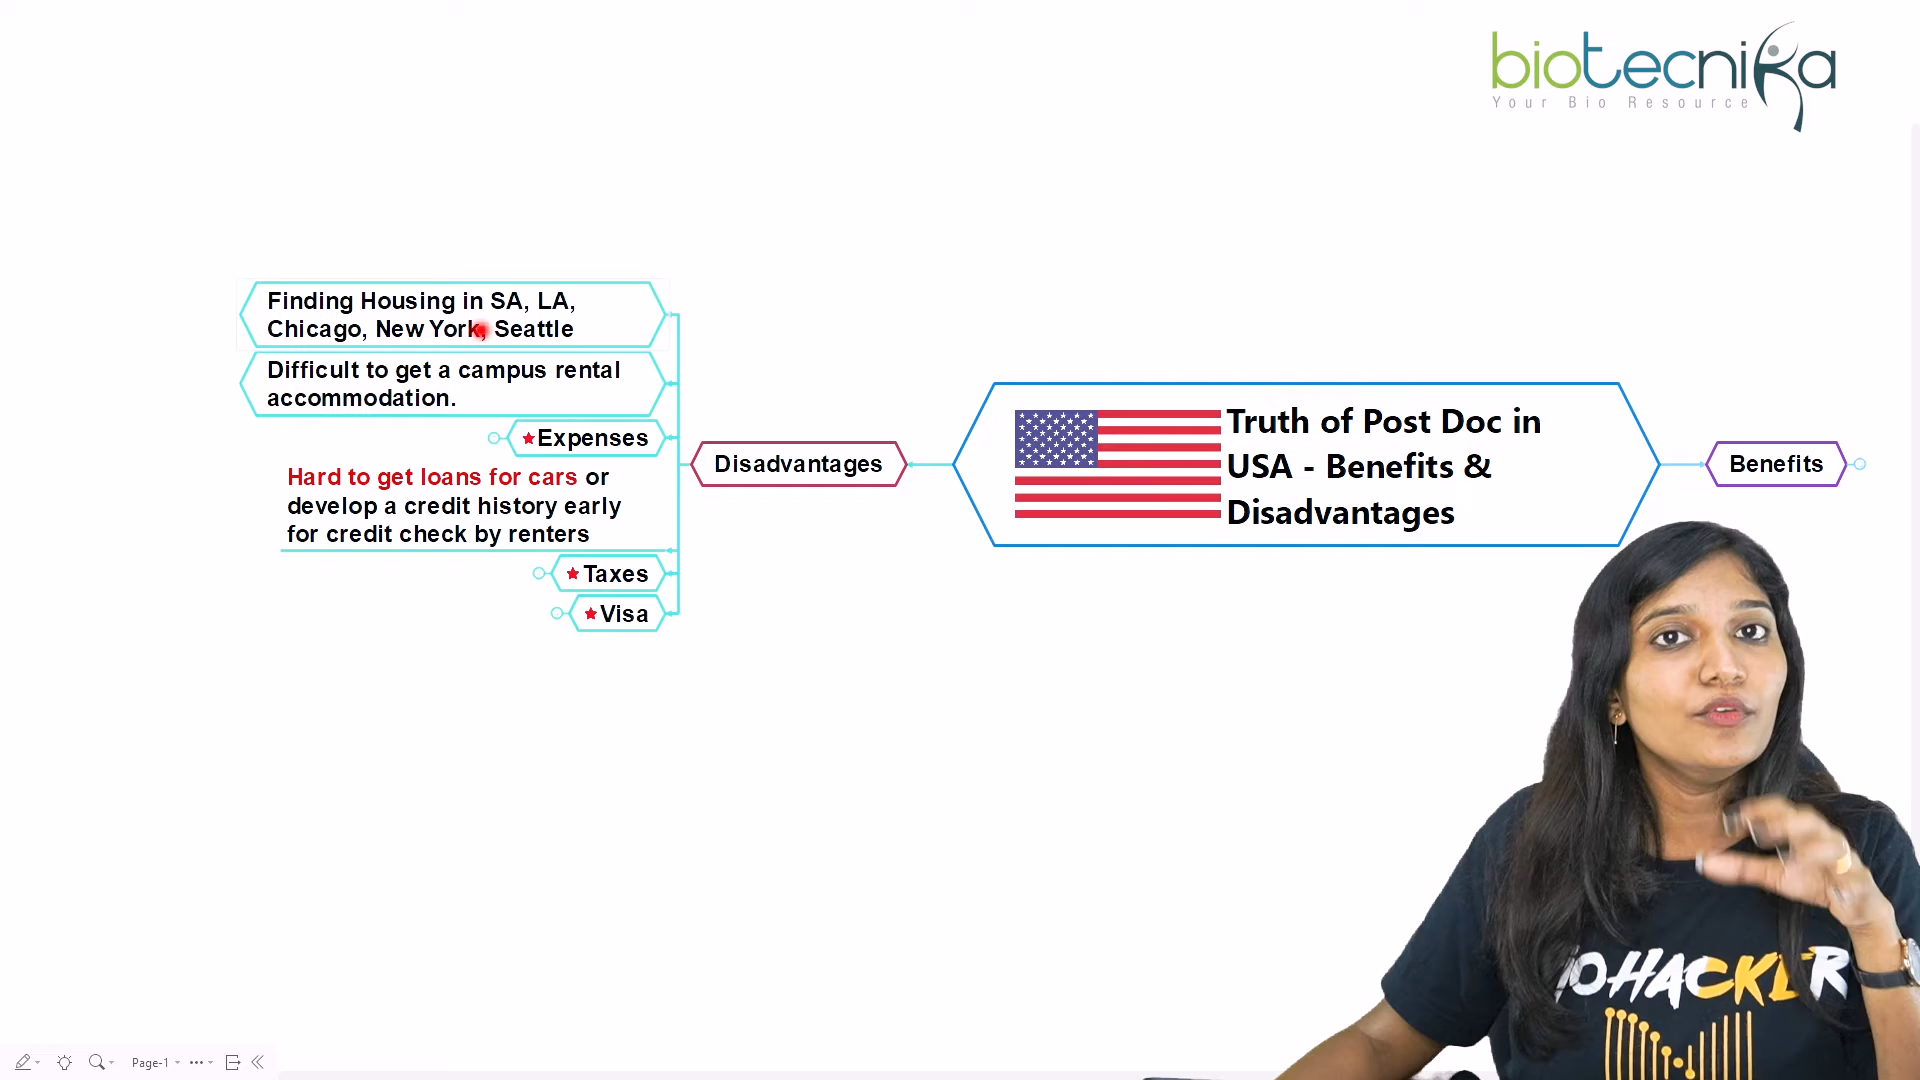 biotecnika
Your Bio Resource
Finding Housing in SA, LA,
Chicago, New York, Seattle
Difficult to get a campus rental
accommodation.
Expenses
Hard to get loans for cars or
develop a credit history early
for credit check by renters
Taxes
Visa
Disadvantages
Truth of Post Doc in
USA - Benefits &
Disadvantages
Benefits
IOHACKER
Page-1